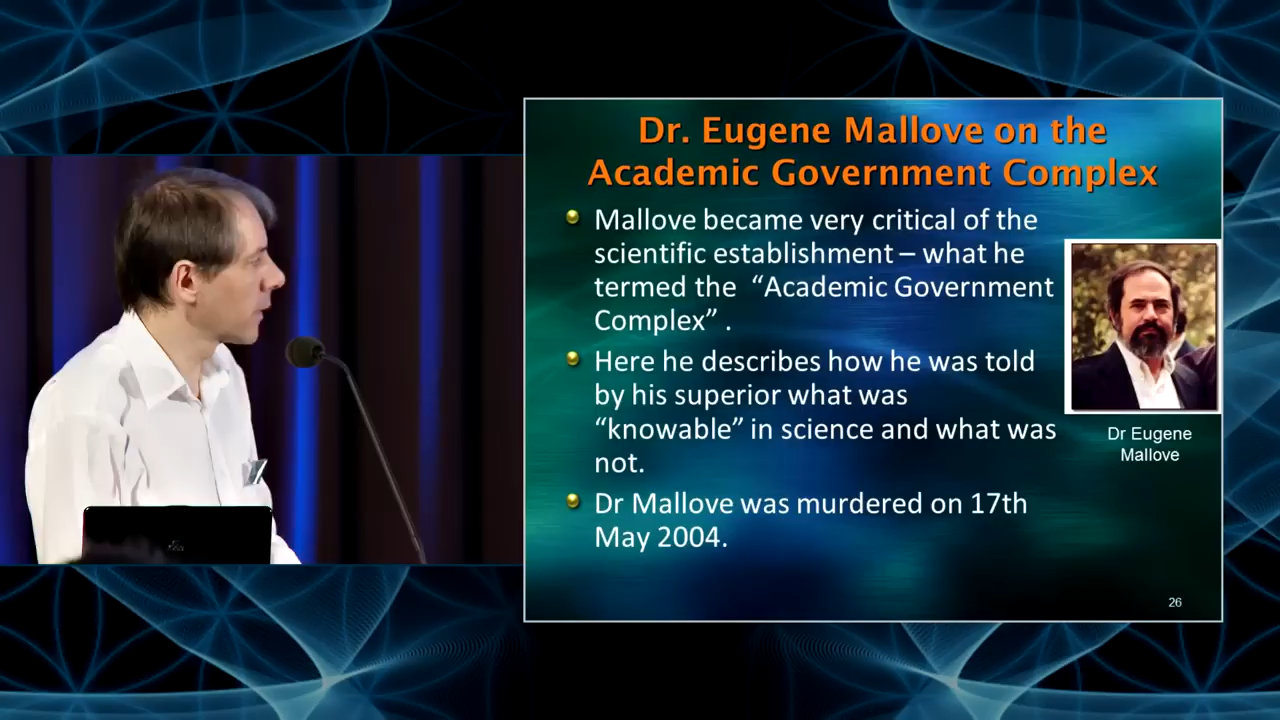 Dr. Eugene Mallove on the
Academic Government Complex
Mallove became very critical of the
scientific establishment – what he
termed the “Academic Government
Complex” .
Here he describes how he was told
by his superior what was
“knowable” in science and what was
not.
Dr Mallove was murdered on 17th
May 2004.
Dr Eugene
Mallove
26